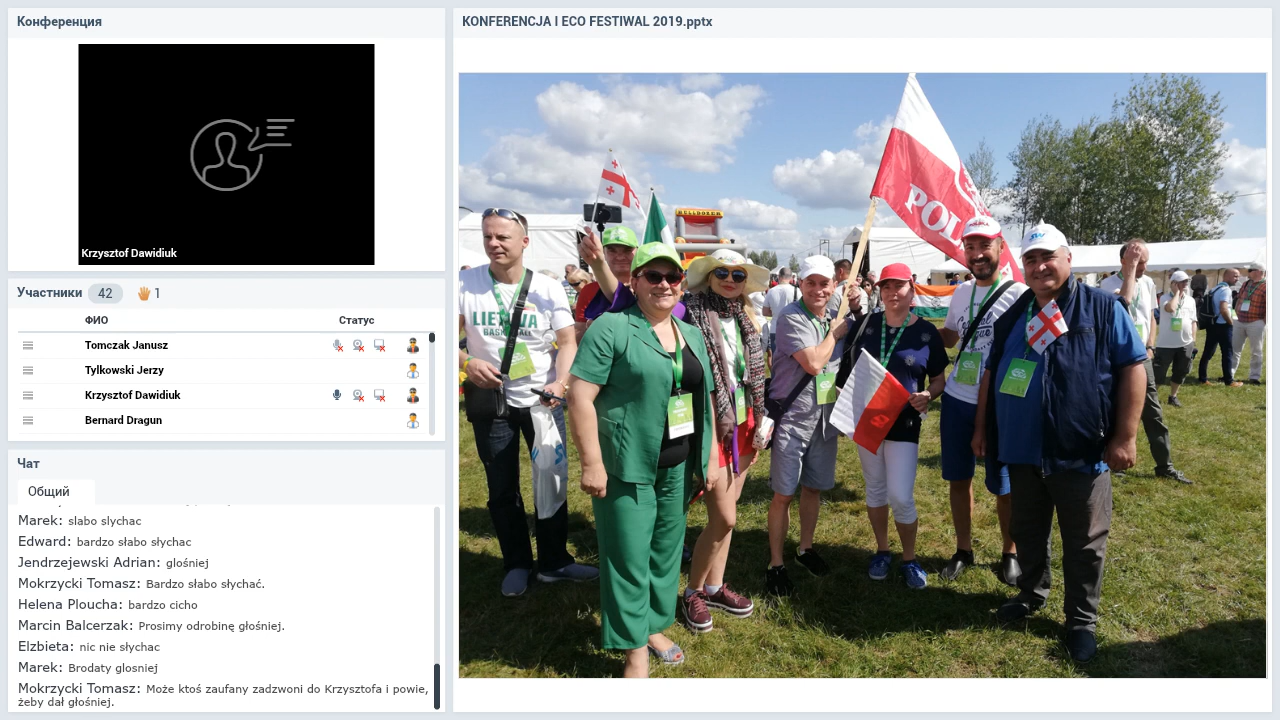 Конференция
Krzysztof Dawidiuk
Участники 42 1
ФИО Статус
Tomczak Janusz
Tylkowski Jerzy
Krzysztof Dawidiuk
Bernard Dragun
Чат
Общий
Marek: slabo slychac
Edward: bardzo słabo słychac
Jendrzejewski Adrian: głośniej
Mokrzycki Tomasz: Bardzo słabo słychać.
Helena Ploucha: bardzo cicho
Marcin Balcerzak: Prosimy odrobinę głośniej.
Elzbieta: nic nie słychac
Marek: Brodaty glosniej
Mokrzycki Tomasz: Może ktoś zaufany zadzwoni do Krzysztofa i powie,
żeby dał głośniej.
KONFERENCJA I ECO FESTIWAL 2019.pptx
BULLDOZER
POL
LIETUVA